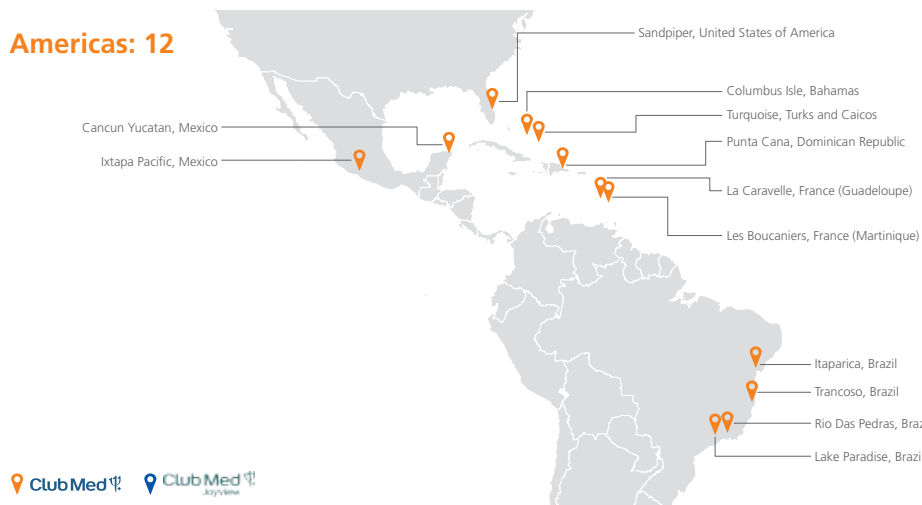 Americas: 12
Sandpiper, United States of America
Columbus Isle, Bahamas
Turquoise, Turks and Caicos
Cancun Yucatan, Mexico
Punta Cana, Dominican Republic
Ixtapa Pacific, Mexico
La Caravelle, France (Guadeloupe)
Les Boucaniers, France (Martinique)
Itaparica, Brazil
Trancoso, Brazil
Rio Das Pedras, Braz
Lake Paradise, Brazi
Club Med
Club Med
Joyview